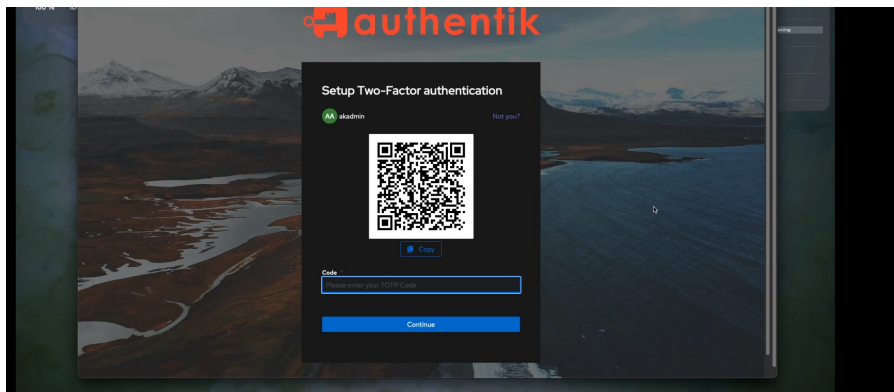 authentik
Setup Two-Factor authentication
AA akadmin
Not you?
Copy
Code
Please enter your TOTP Code
Continue